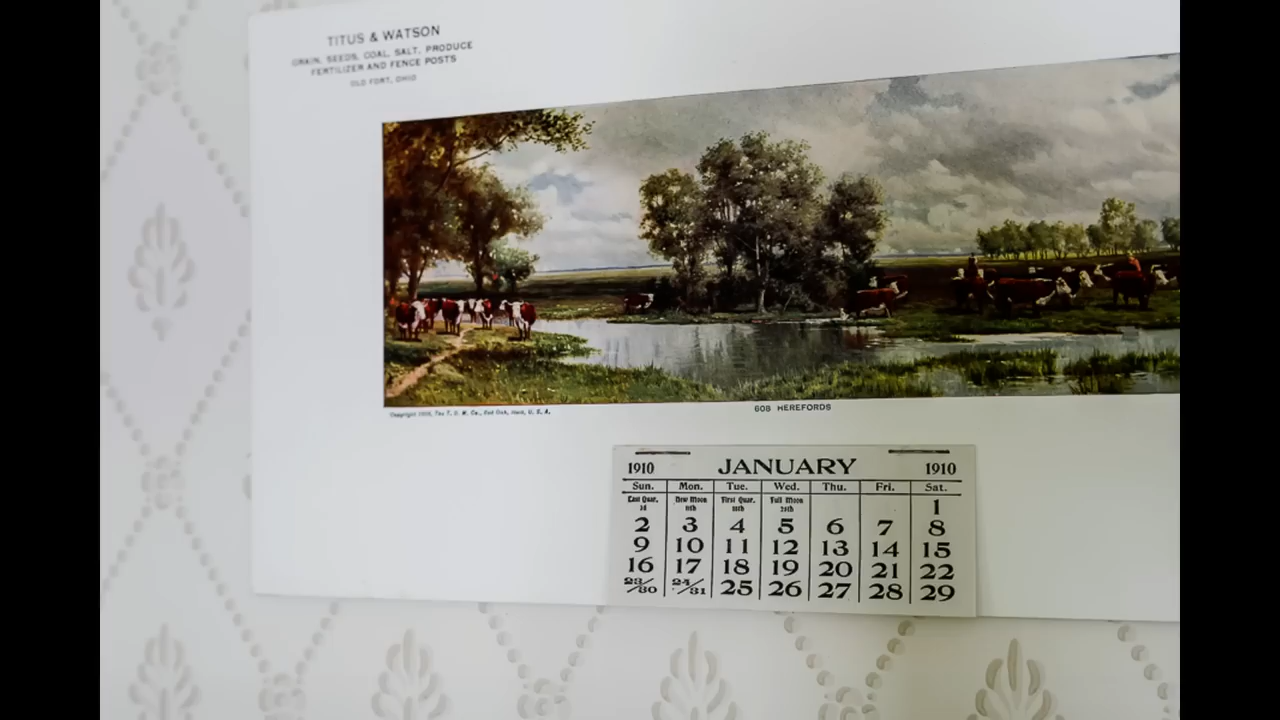 TITUS & WATSON
GRAIN, SEEDS, COAL, SALT, PRODUCE
FERTILIZER AND FENCE POSTS
OLD FORT, OHIO
608 HEREFORDS
1910 JANUARY 1910
Sun. Mon. Tue. Wed. Thu. Fri. Sat.
Last Quar. New Moon First Quar. Full Moon 1
2 3 4 5 6 7 8
9 10 11 12 13 14 15
16 17 18 19 20 21 22
23/30 24/31 25 26 27 28 29